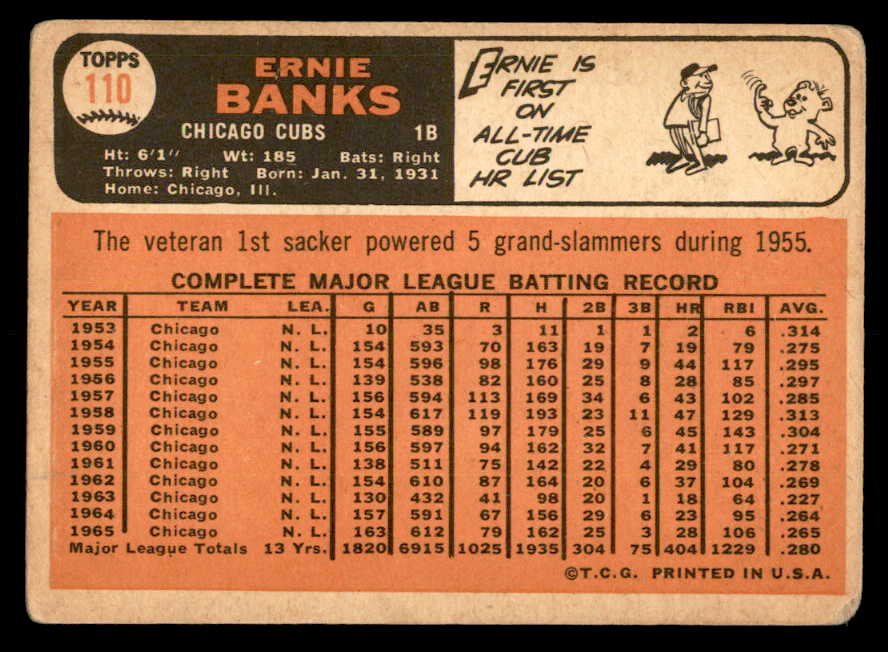 TOPPS
110
ERNIE
BANKS
CHICAGO CUBS 1B
Ht: 6'1" Wt: 185 Bats: Right
Throws: Right Born: Jan. 31, 1931
Home: Chicago, Ill.
ERNIE IS
FIRST
ON
ALL-TIME
CUB
HR LIST
The veteran 1st sacker powered 5 grand-slammers during 1955.
COMPLETE MAJOR LEAGUE BATTING RECORD
YEAR TEAM LEA. G AB R H 2B 3B HR RBI AVG.
1953 Chicago N. L. 10 35 3 11 1 1 2 6 .314
1954 Chicago N. L. 154 593 70 163 19 7 19 79 .275
1955 Chicago N. L. 154 596 98 176 29 9 44 117 .295
1956 Chicago N. L. 139 538 82 160 25 8 28 85 .297
1957 Chicago N. L. 156 594 113 169 34 6 43 102 .285
1958 Chicago N. L. 154 617 119 193 23 11 47 129 .313
1959 Chicago N. L. 155 589 97 179 25 6 45 143 .304
1960 Chicago N. L. 156 597 94 162 32 7 41 117 .271
1961 Chicago N. L. 138 511 75 142 22 4 29 80 .278
1962 Chicago N. L. 154 610 87 164 20 6 37 104 .269
1963 Chicago N. L. 130 432 41 98 20 1 18 64 .227
1964 Chicago N. L. 157 591 67 156 29 6 23 95 .264
1965 Chicago N. L. 163 612 79 162 25 3 28 106 .265
Major League Totals 13 Yrs. 1820 6915 1025 1935 304 75 404 1229 .280
©T.C.G. PRINTED IN U.S.A.